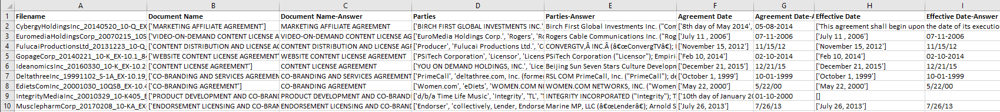 A B C D E F G H I
1 Filename Document Name Document Name-Answer Parties Parties-Answer Agreement Date Agreement Date-A Effective Date Effective Date-Answer
2 CybergyHoldingsInc_20140520_10-Q_EX ['MARKETING AFFILIATE AGREEMENT'] MARKETING AFFILIATE AGREEMENT ['BIRCH FIRST GLOBAL INVESTMENTS INC.' Birch First Global Investments Inc. ("Com ['8th day of May 2014', 05-08-2014 ['This agreement shall begin upon the date of its executio
3 EuromediaHoldingsCorp_20070215_10S ['VIDEO-ON-DEMAND CONTENT LICENSE A VIDEO-ON-DEMAND CONTENT LICENSE AG ['EuroMedia Holdings Corp.', 'Rogers', 'Ro Rogers Cable Communications Inc. ("Rog ['July 11 , 2006'] 07-11-2006 ['July 11 , 2006'] 07-11-2006
4 FulucaiProductionsLtd_20131223_10-Q_ ['CONTENT DISTRIBUTION AND LICENSE AG CONTENT DISTRIBUTION AND LICENSE AG ['Producer', 'Fulucai Productions Ltd.', 'C CONVERGTV,Â INC.Â (â€œConvergTVâ€); ['November 15, 2012'] 11/15/12 ['November 15, 2012'] 11/15/12
5 GopageCorp_20140221_10-K_EX-10.1_84 ['WEBSITE CONTENT LICENSE AGREEMENT' WEBSITE CONTENT LICENSE AGREEMENT ['PSiTech Corporation', 'Licensor', 'Licens PSiTech Corporation ("Licensor"); Empiri ['Feb 10, 2014'] 02-10-2014 ['Feb 10, 2014'] 02-10-2014
6 IdeanomicsInc_20160330_10-K_EX-10.2 ['CONTENT LICENSE AGREEMENT'] CONTENT LICENSE AGREEMENT ['YOU ON DEMAND HOLDINGS, INC.', 'Lice Beijing Sun Seven Stars Culture Developn ['December 21, 2015'] 12/21/15 ['December 21, 2015'] 12/21/15
7 DeltathreeInc_19991102_S-1A_EX-10.19_ ['CO-BRANDING AND SERVICES AGREEMEN CO-BRANDING AND SERVICES AGREEMENT ['PrimeCall', 'deltathree.com, Inc. (forme RSL COM PrimeCall, Inc. ("PrimeCall"); de ['October 1, 1999'] 10-01-1999 ['October 1, 1999'] 10-01-1999
8 EdietsComInc_20001030_10QSB_EX-10.4 ['CO-BRANDING AGREEMENT'] CO-BRANDING AGREEMENT ['Women.com', 'eDiets', 'WOMEN.COM N WOMEN.COM NETWORKS, INC. ("Women ['May 22, 2000'] 5/22/00 ['May 22, 2000'] 5/22/00
9 IntegrityMediaInc_20010329_10-K405_E ['PRODUCT DEVELOPMENT AND CO-BRAN PRODUCT DEVELOPMENT AND CO-BRAND ['d/b/a Time Life Music', 'Integrity', 'TL', 'T INTEGRITY INCORPORATED ("Integrity"); T ['10th day of January 20 01-10-2000 []
10 MusclepharmCorp_20170208_10-KA_EX ['ENDORSEMENT LICENSING AND CO-BRAN ENDORSEMENT LICENSING AND CO-BRAND ['Endorser', 'collectively, Lender, Endorse Marine MP, LLC (â€œLenderâ€); Arnold S ['July 26, 2013'] 7/26/13 ['July 26, 2013'] 7/26/13